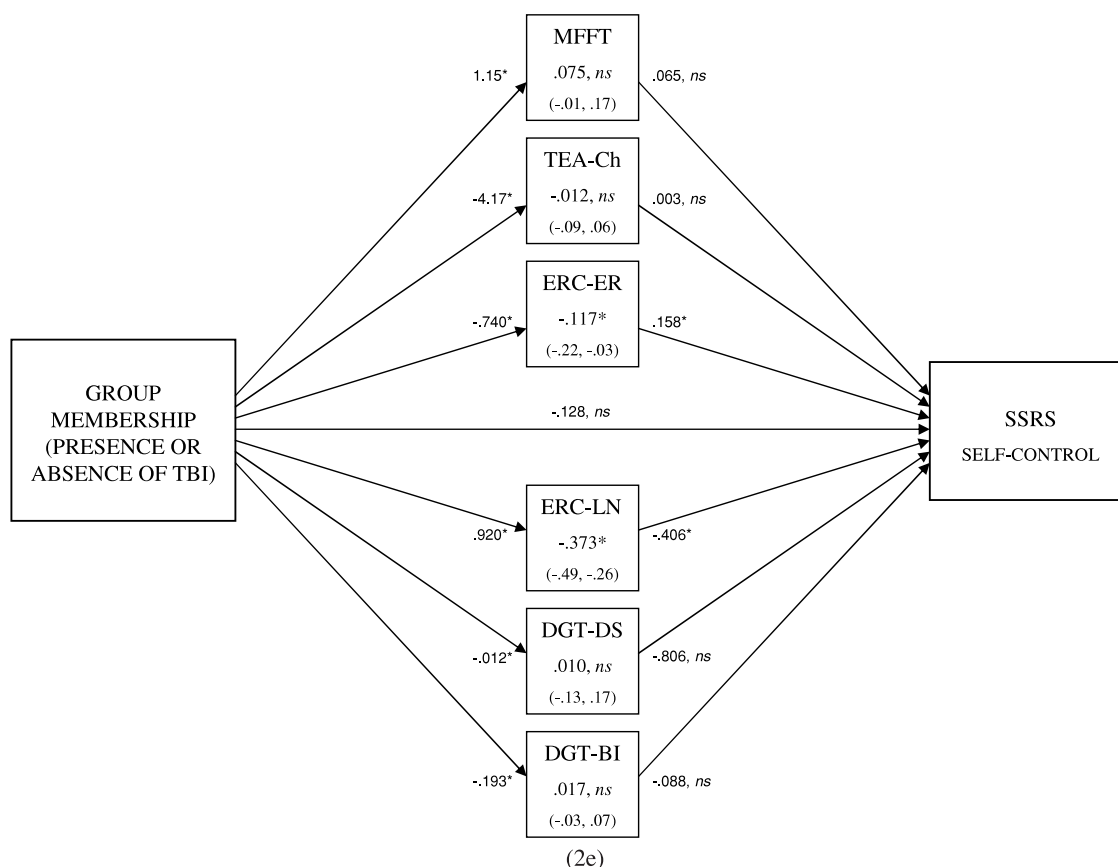 MFFT
1.15*
.075, ns
.065, ns
(-.01, .17)
TEA-Ch
-4.17*
-.012, ns
.003, ns
(-.09, .06)
ERC-ER
-.740*
-.117*
.158*
(-.22, -.03)
GROUP
MEMBERSHIP
(PRESENCE OR
ABSENCE OF TBI)
-.128, ns
SSRS
SELF-CONTROL
ERC-LN
.920*
-.373*
-.406*
(-.49, -.26)
DGT-DS
-.012*
.010, ns
-.806, ns
(-.13, .17)
DGT-BI
-.193*
.017, ns
-.088, ns
(-.03, .07)
(2e)